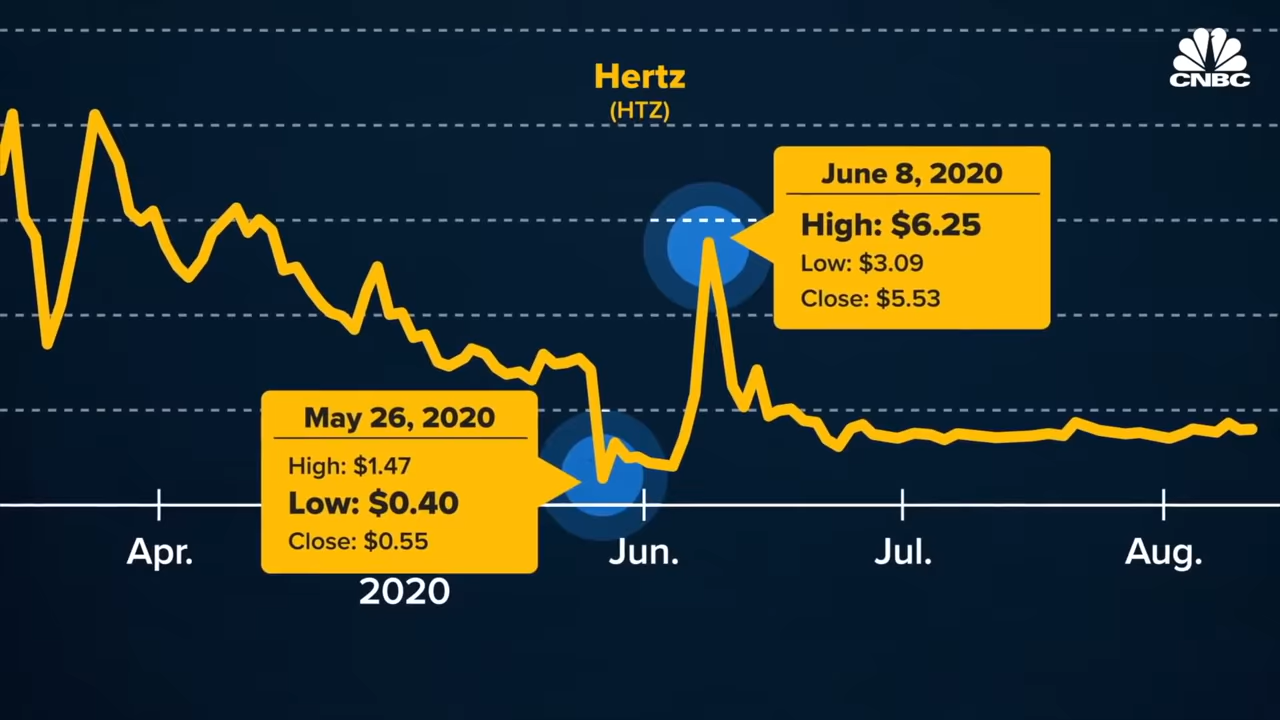 CNBC
Hertz
(HTZ)
June 8, 2020
High: $6.25
Low: $3.09
Close: $5.53
May 26, 2020
High: $1.47
Low: $0.40
Close: $0.55
Apr.
Jun.
Jul.
Aug.
2020